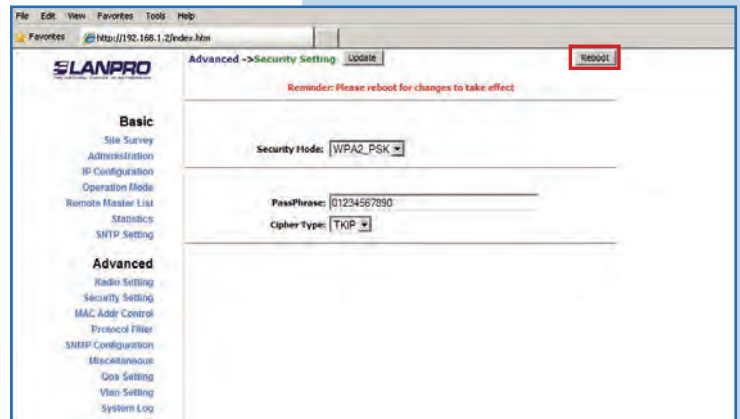 File Edit View Favorites Tools Help
Favorites http://192.168.1.2/index.htm
LANPRO
Advanced ->Security Setting Update Reboot
Reminder: Please reboot for changes to take effect
Basic
Site Survey
Administration
IP Configuration
Operation Mode
Remote Master List
Statistics
SNTP Setting
Security Mode: WPA2_PSK
PassPhrase: 01234567890
Cipher Type: TKIP
Advanced
Radio Setting
Security Setting
MAC Addr Control
Protocol Filter
SNMP Configuration
Miscellaneous
Qos Setting
Vlan Setting
System Log